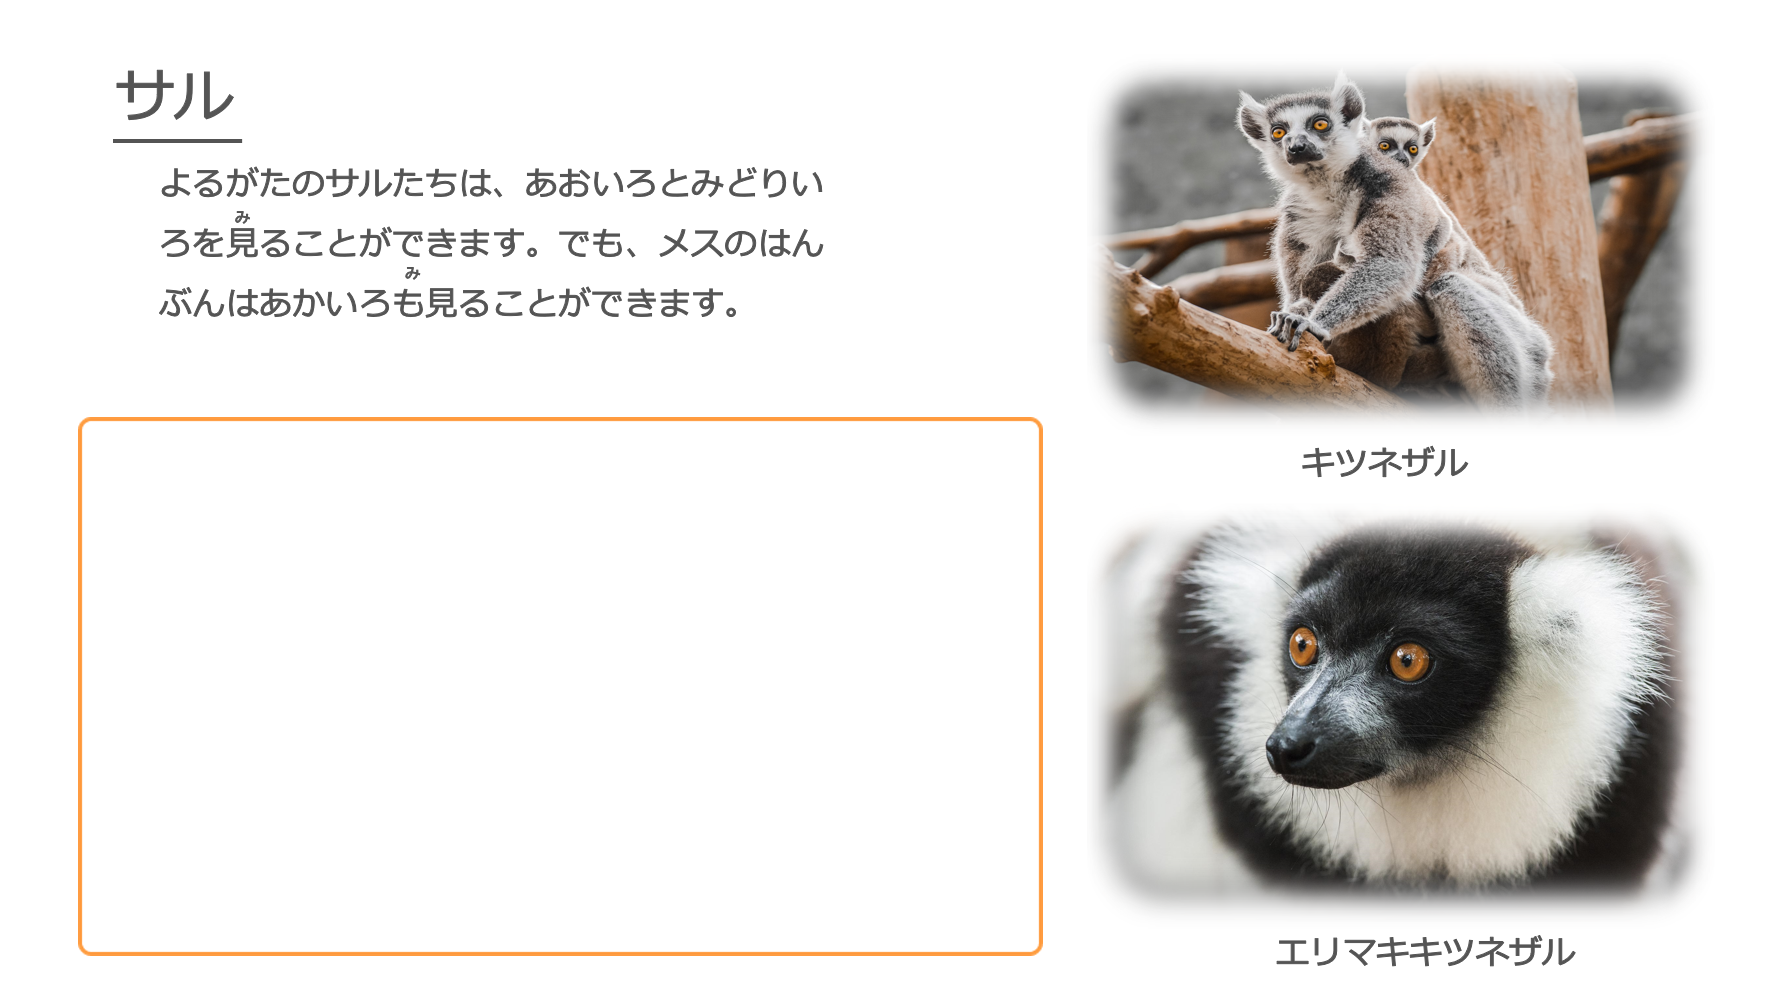 サル
よるがたのサルたちは、あおいろとみどりい
み
ろを見ることができます。でも、メスのはん
み
ぶんはあかいろも見ることができます。
キツネザル
エリマキキツネザル